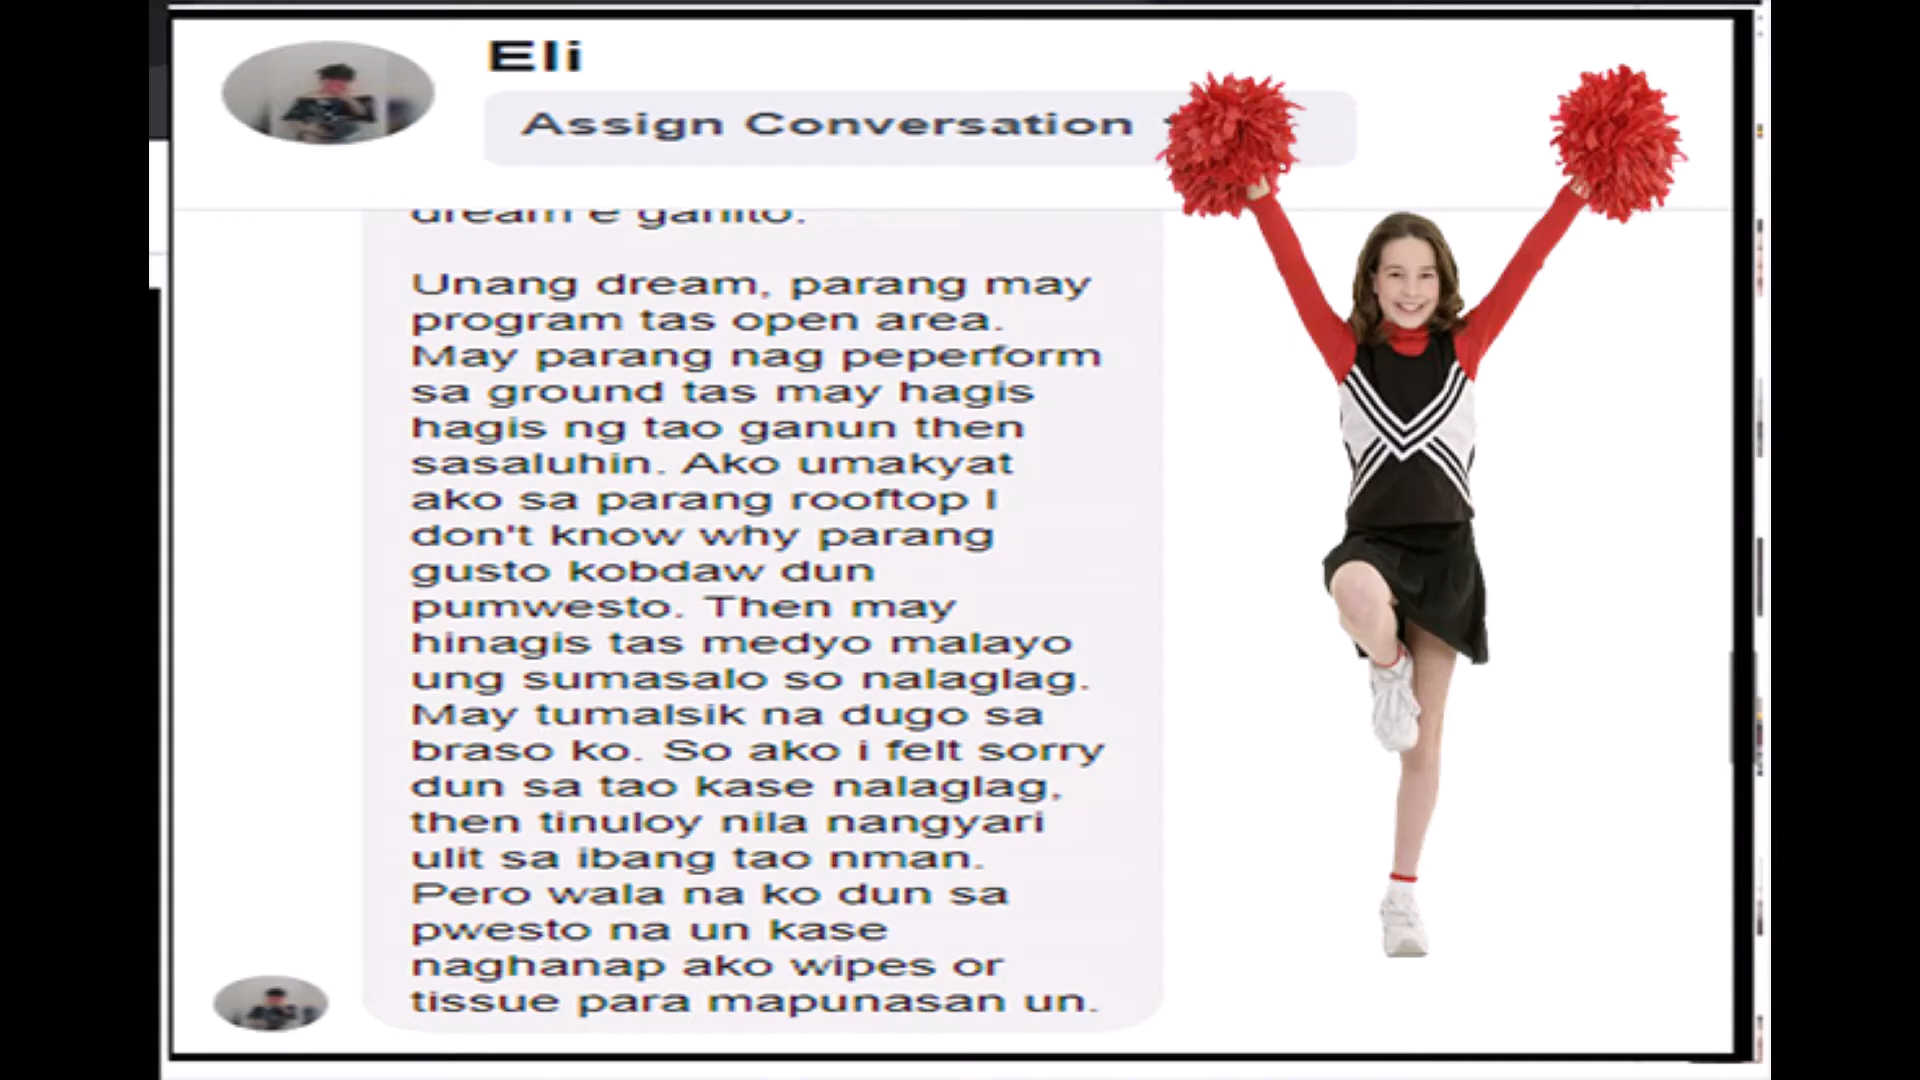 Eli
Assign Conversation
dream e ganito.
Unang dream, parang may
program tas open area.
May parang nag peperform
sa ground tas may hagis
hagis ng tao ganun then
sasaluhin. Ako umakyat
ako sa parang rooftop I
don't know why parang
gusto kobdaw dun
pumwesto. Then may
hinagis tas medyo malayo
ung sumasalo so nalaglag.
May tumalsik na dugo sa
braso ko. So ako i felt sorry
dun sa tao kase nalaglag,
then tinuloy nila nangyari
ulit sa ibang tao nman.
Pero wala na ko dun sa
pwesto na un kase
naghanap ako wipes or
tissue para mapunasan un.